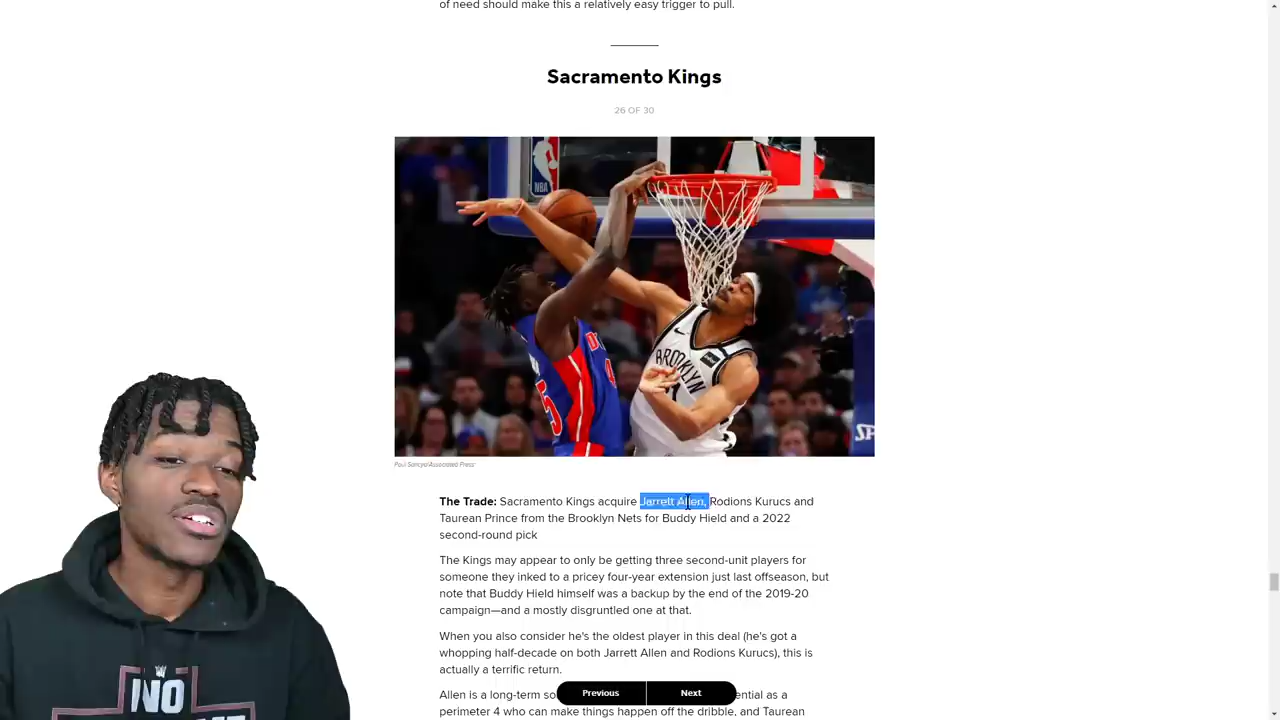 of need should make this a relatively easy trigger to pull.
Sacramento Kings
26 OF 30
NBA
BROOKLYN
SP
The Trade: Sacramento Kings acquire Jarrett Allen, Rodions Kurucs and
Taurean Prince from the Brooklyn Nets for Buddy Hield and a 2022
second-round pick
The Kings may appear to only be getting three second-unit players for
someone they inked to a pricey four-year extension just last offseason, but
note that Buddy Hield himself was a backup by the end of the 2019-20
campaign—and a mostly disgruntled one at that.
When you also consider he's the oldest player in this deal (he's got a
whopping half-decade on both Jarrett Allen and Rodions Kurucs), this is
actually a terrific return.
Allen is a long-term so
ential as a
Previous
Next
perimeter 4 who can make things happen off the dribble, and Taurean
NO